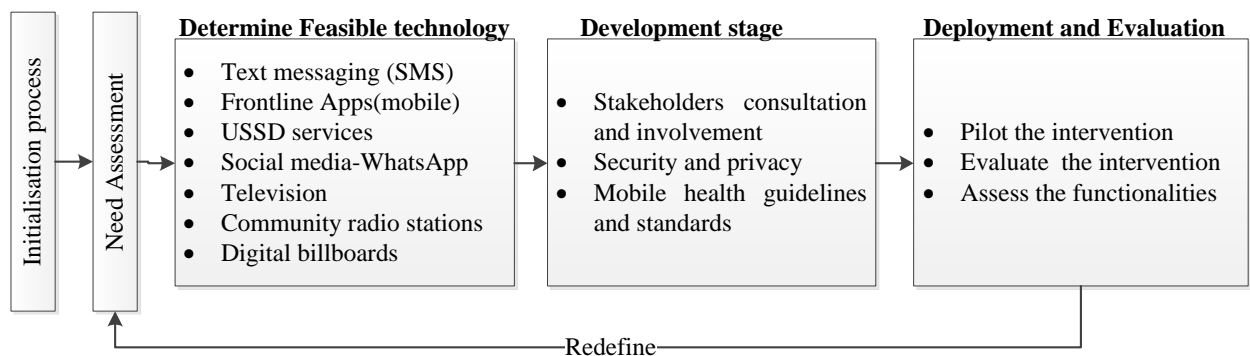 Initialisation process
Need Assessment
Determine Feasible technology
• Text messaging (SMS)
• Frontline Apps(mobile)
• USSD services
• Social media-WhatsApp
• Television
• Community radio stations
• Digital billboards
Development stage
• Stakeholders consultation
and involvement
• Security and privacy
• Mobile health guidelines
and standards
Deployment and Evaluation
• Pilot the intervention
• Evaluate the intervention
• Assess the functionalities
Redefine